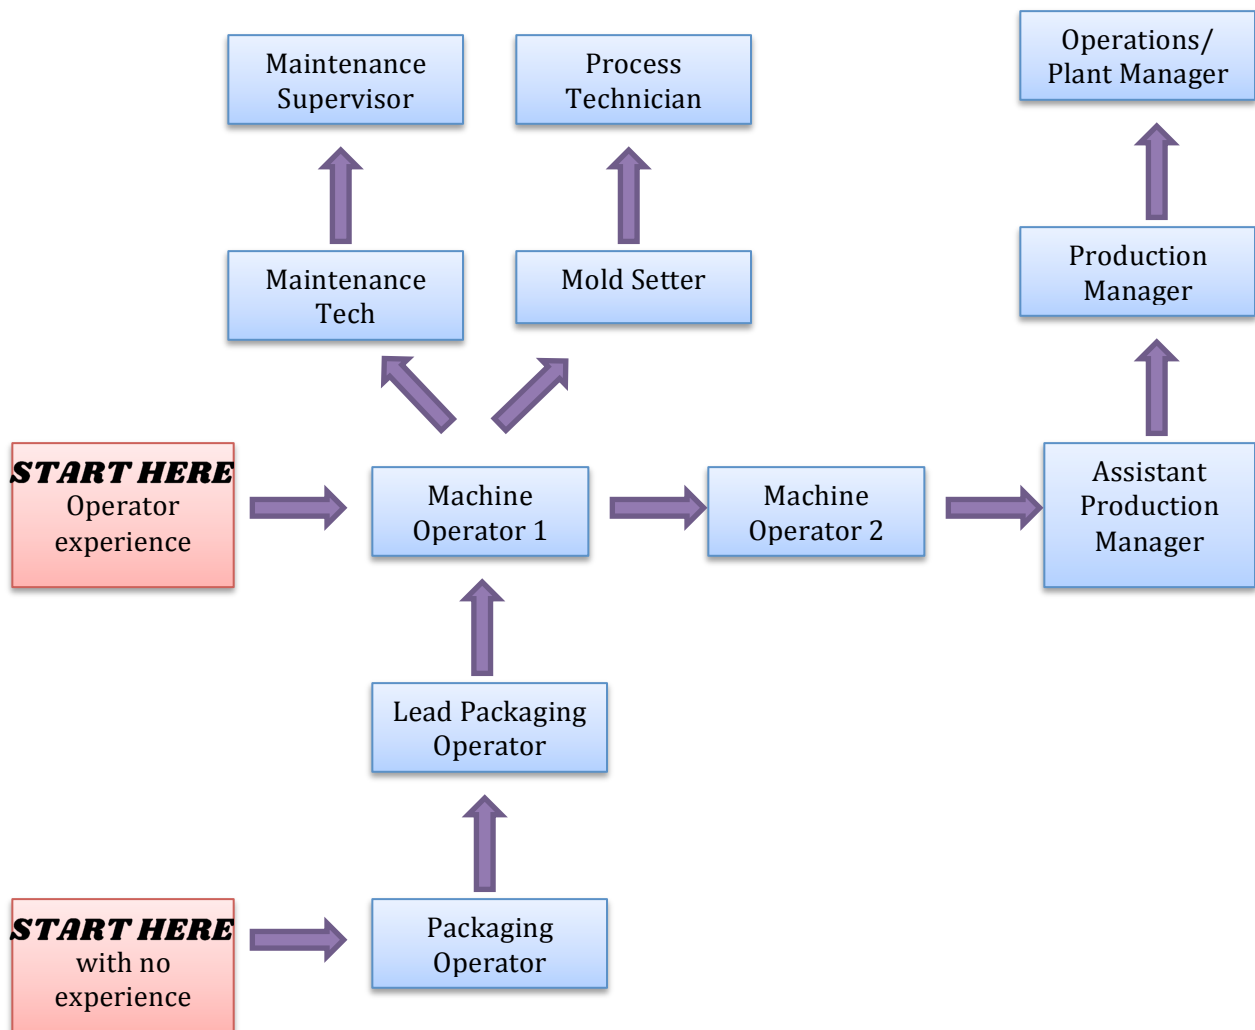 Maintenance
Supervisor
Process
Technician
Operations/
Plant Manager
Maintenance
Tech
Mold Setter
Production
Manager
START HERE
Operator
experience
Machine
Operator 1
Machine
Operator 2
Assistant
Production
Manager
Lead Packaging
Operator
START HERE
with no
experience
Packaging
Operator